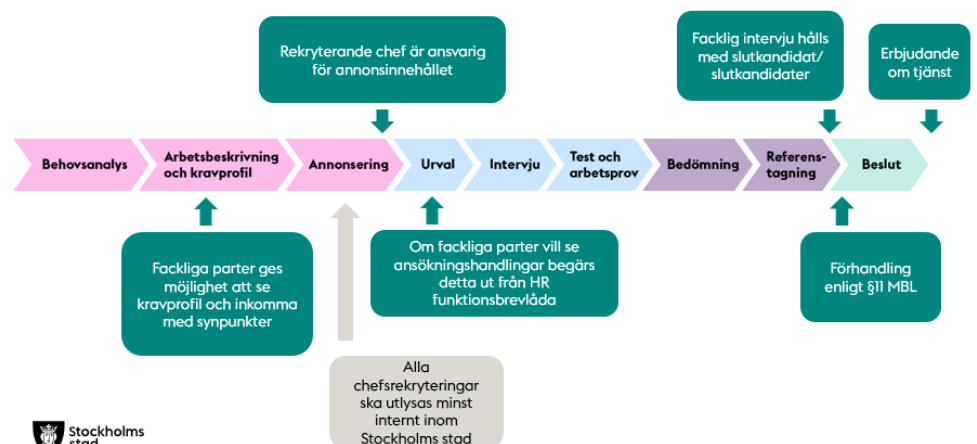 Rekryterande chef är ansvarig
för annonsinnehållet
Facklig intervju hålls
med slutkandidat/
slutkandidater
Erbjudande
om tjänst
Behovsanalys
Arbetsbeskrivning
och kravprofil
Annonsering
Urval
Intervju
Test och
arbetsprov
Bedömning
Referens-
tagning
Beslut
Fackliga parter ges
möjlighet att se
kravprofil och inkomma
med synpunkter
Om fackliga parter vill se
ansökningshandlingar begärs
detta ut från HR
funktionsbrevlåda
Förhandling
enligt §11 MBL
Alla
chefsrekryteringar
ska utlysas minst
internt inom
Stockholms stad
Stockholms
stad